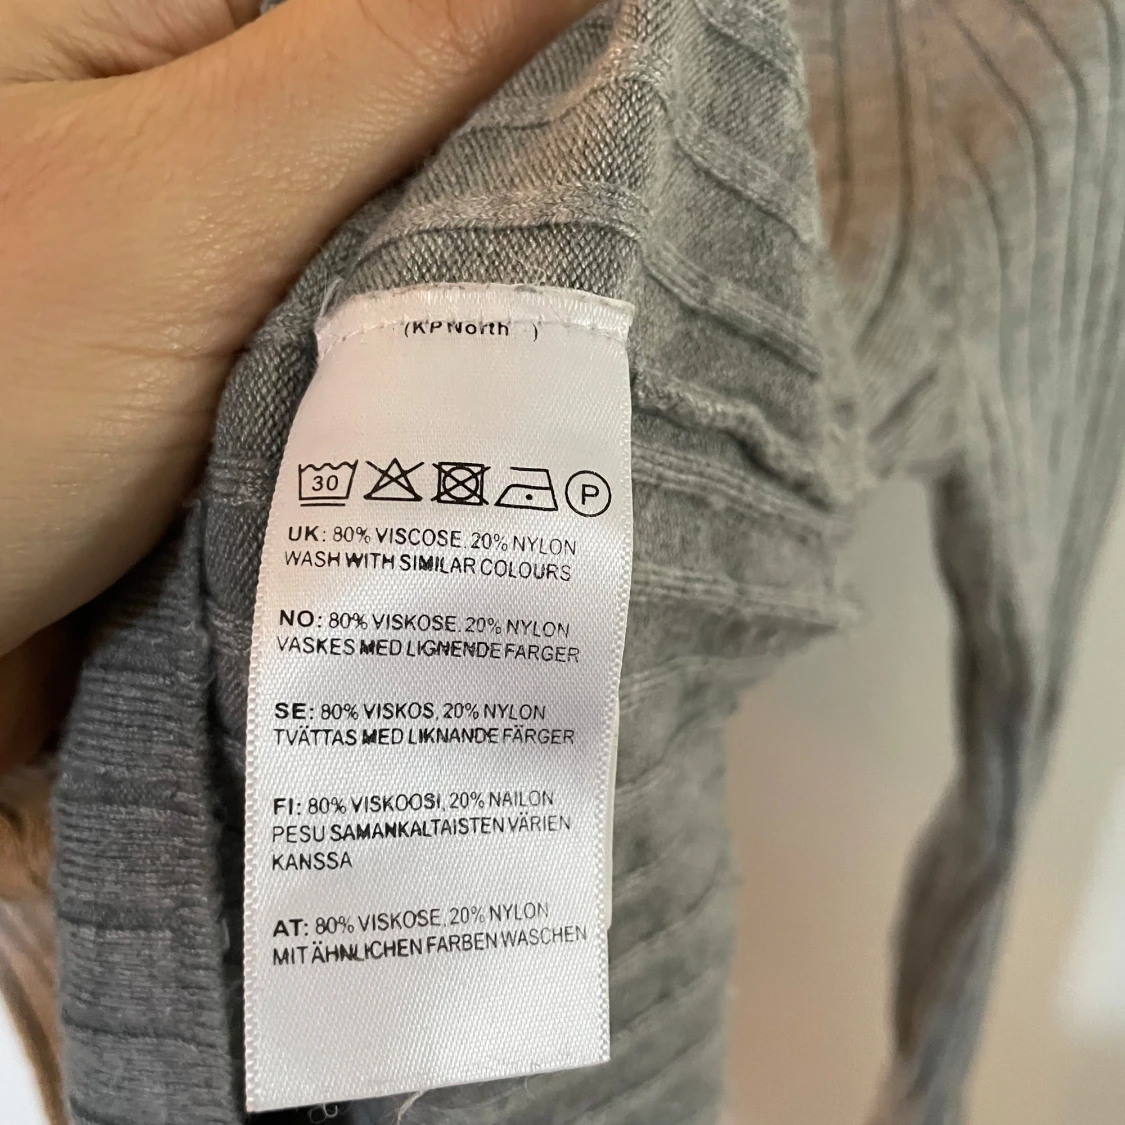 (KP North )
30 P
UK: 80% VISCOSE, 20% NYLON
WASH WITH SIMILAR COLOURS
NO: 80% VISKOSE, 20% NYLON
VASKES MED LIGNENDE FARGER
SE: 80% VISKOS, 20% NYLON
TVÄTTAS MED LIKNANDE FÄRGER
FI: 80% VISKOOSI, 20% NAILON
PESU SAMANKALTAISTEN VÄRIEN
KANSSA
AT: 80% VISKOSE, 20% NYLON
MIT ÄHNLICHEN FARBEN WASCHEN